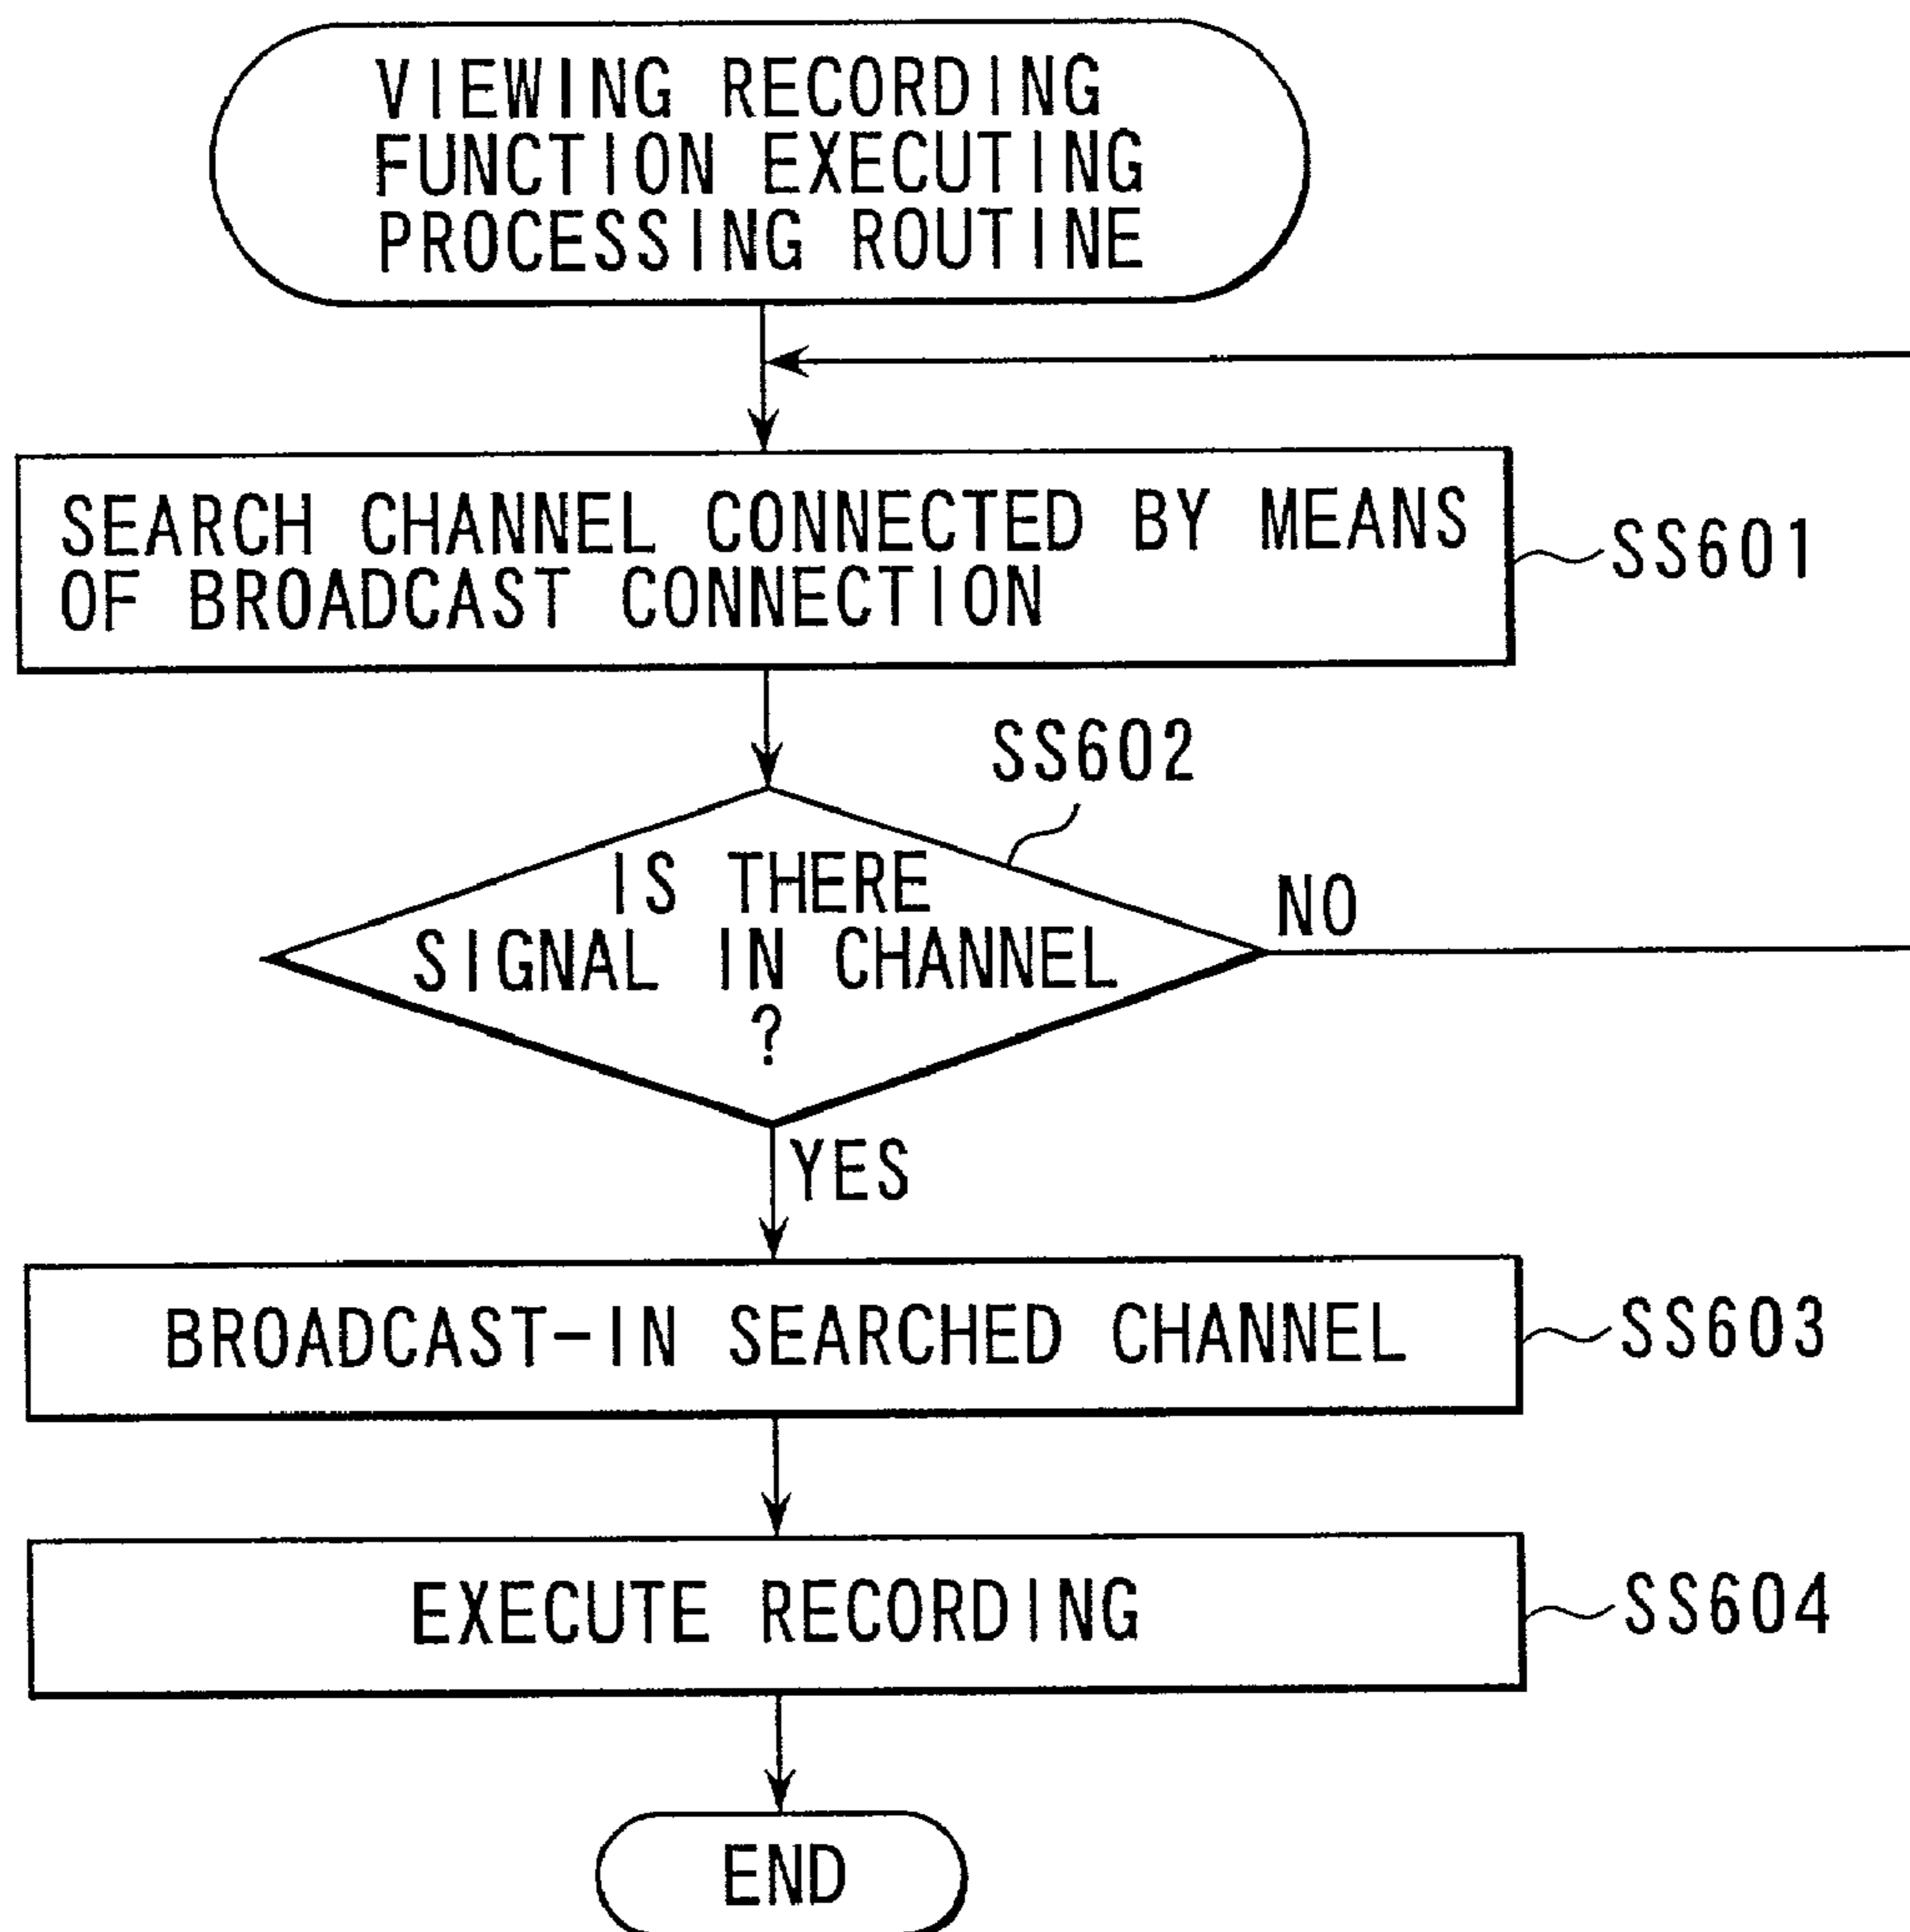 VIEWING RECORDING
FUNCTION EXECUTING
PROCESSING ROUTINE
SEARCH CHANNEL CONNECTED BY MEANS
OF BROADCAST CONNECTION
SS601
SS602
IS THERE
SIGNAL IN CHANNEL
?
NO
YES
BROADCAST-IN SEARCHED CHANNEL
SS603
EXECUTE RECORDING
SS604
END